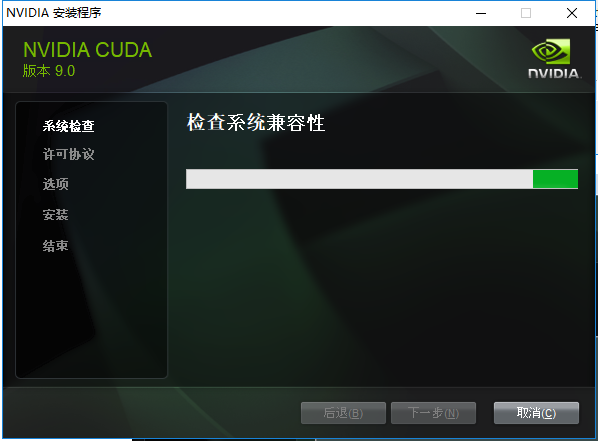 NVIDIA 安装程序
NVIDIA CUDA
版本 9.0
NVIDIA.
系统检查
许可协议
选项
安装
结束
检查系统兼容性
后退(B)
下一步(N)
取消(C)